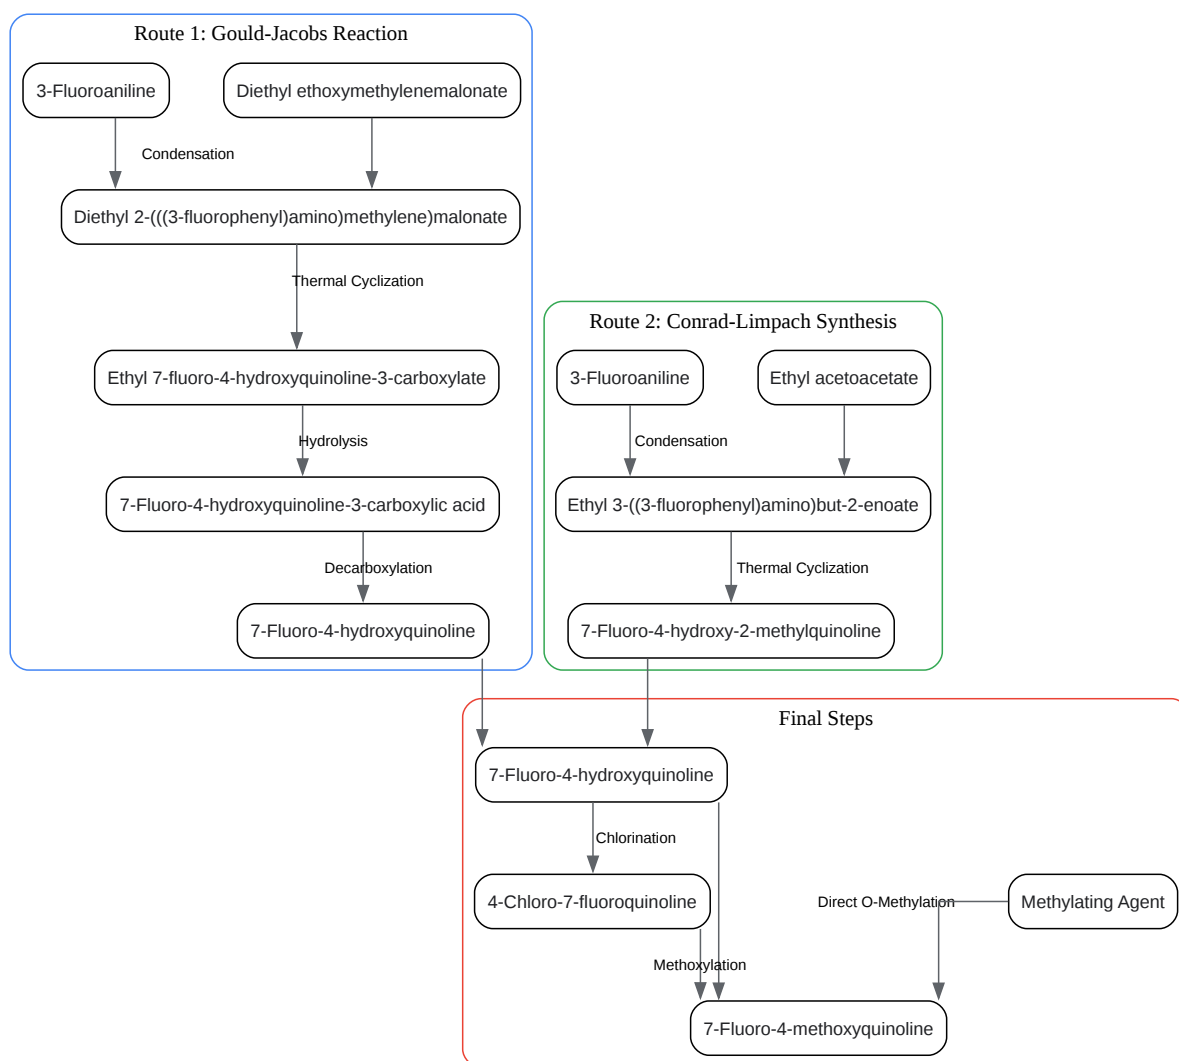 Route 1: Gould-Jacobs Reaction
3-Fluoroaniline
Diethyl ethoxymethylenemalonate
Condensation
Diethyl 2-(((3-fluorophenyl)amino)methylene)malonate
Thermal Cyclization
Ethyl 7-fluoro-4-hydroxyquinoline-3-carboxylate
Hydrolysis
7-Fluoro-4-hydroxyquinoline-3-carboxylic acid
Decarboxylation
7-Fluoro-4-hydroxyquinoline
Route 2: Conrad-Limpach Synthesis
3-Fluoroaniline
Ethyl acetoacetate
Condensation
Ethyl 3-((3-fluorophenyl)amino)but-2-enoate
Thermal Cyclization
7-Fluoro-4-hydroxy-2-methylquinoline
Final Steps
7-Fluoro-4-hydroxyquinoline
Chlorination
4-Chloro-7-fluoroquinoline
Direct O-Methylation
Methylating Agent
Methoxylation
7-Fluoro-4-methoxyquinoline